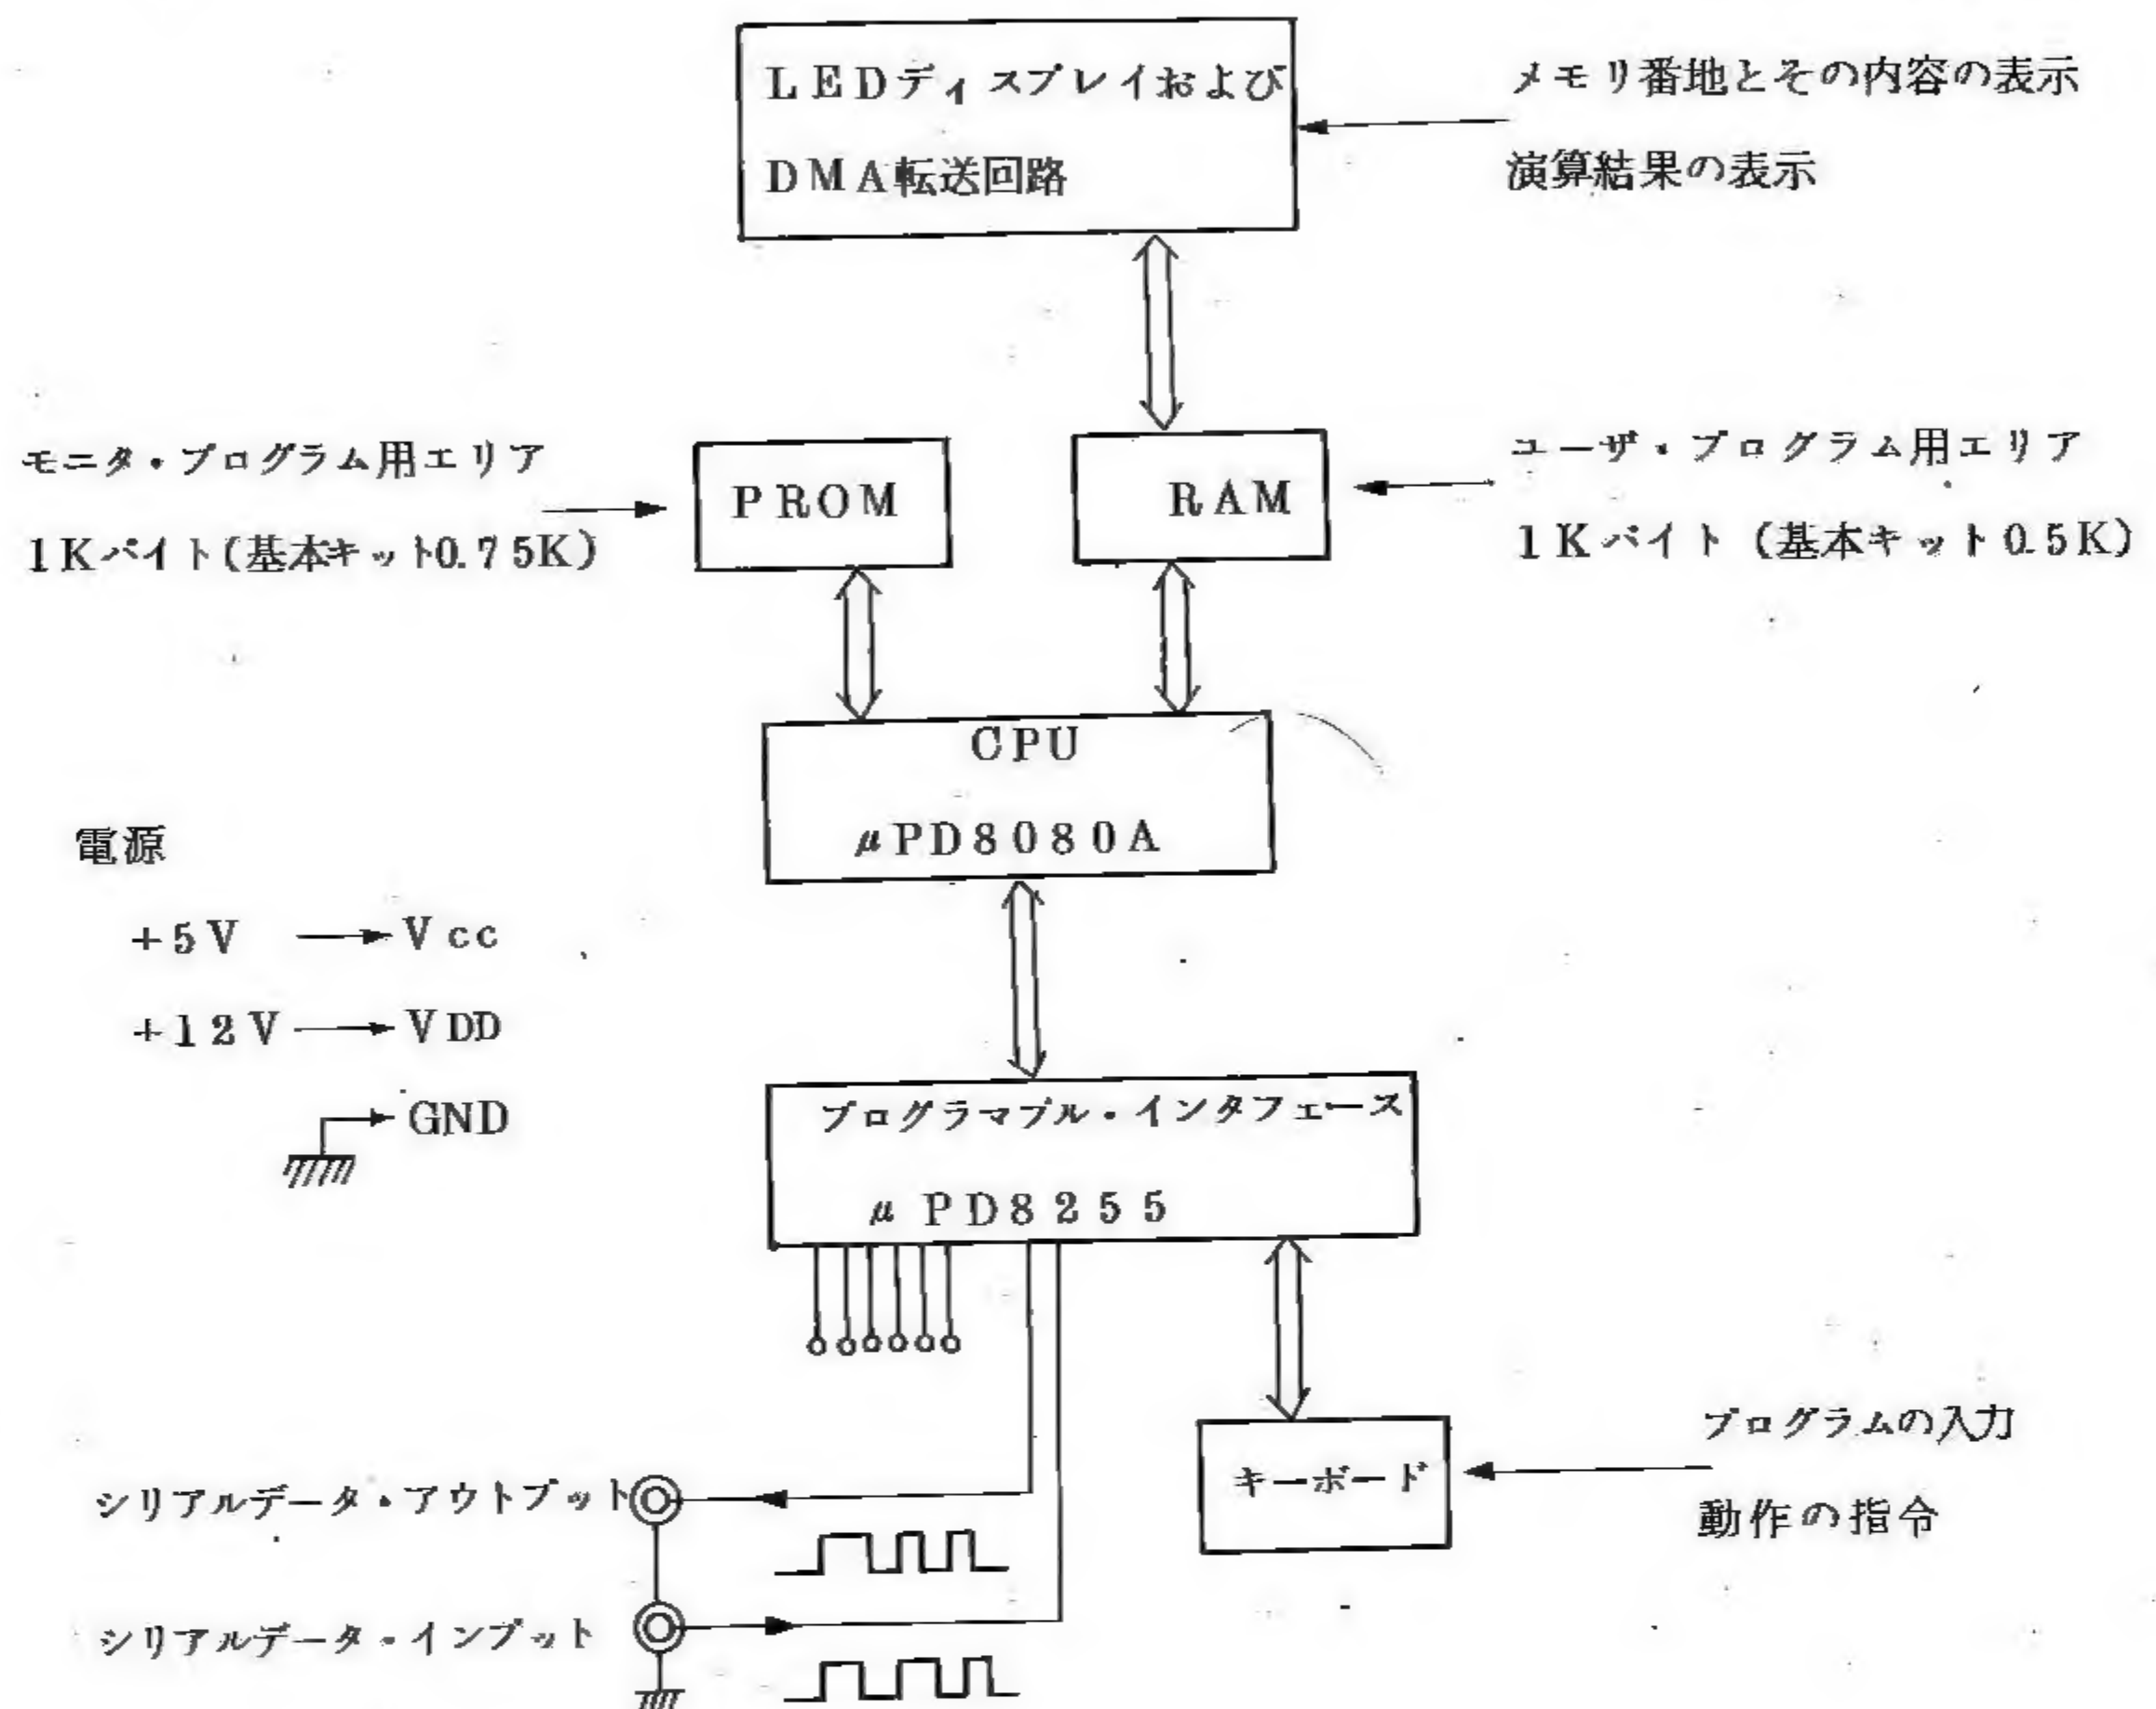 LEDディスプレイおよび
DMA転送回路
メモリ番地とその内容の表示
演算結果の表示
モニタ・プログラム用エリア
1Kバイト(基本キット0.75K)
PROM
RAM
ユーザ・プログラム用エリア
1Kバイト(基本キット0.5K)
CPU
μPD8080A
電源
+5V → Vcc
+12V → VDD
GND
プログラマブル・インタフェース
μPD8255
シリアルデータ・アウトプット
シリアルデータ・インプット
キーボード
プログラムの入力
動作の指令